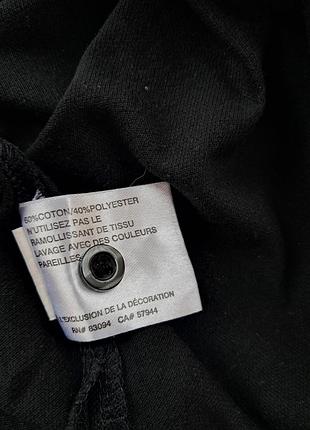 60%COTON/40%POLYESTER
N'UTILISEZ PAS LE
RAMOLLISSANT DE TISSU
LAVAGE AVEC DES COULEURS
PAREILLES
L'EXCLUSION DE LA DÉCORATION
RN# 83094 CA# 57944